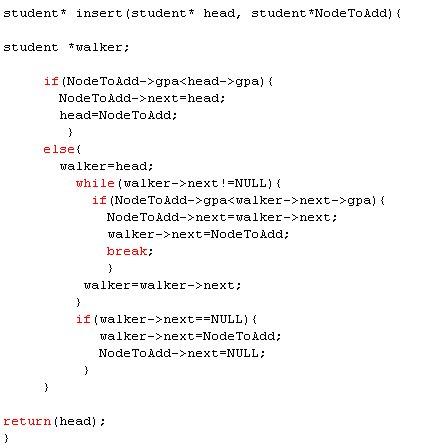 student* insert(student* head, student*NodeToAdd){
student *walker;
if(NodeToAdd->gpa<head->gpa){
NodeToAdd->next=head;
head=NodeToAdd;
}
else{
walker=head;
while(walker->next!=NULL){
if(NodeToAdd->gpa<walker->next->gpa){
NodeToAdd->next=walker->next;
walker->next=NodeToAdd;
break;
}
walker=walker->next;
}
if(walker->next==NULL){
walker->next=NodeToAdd;
NodeToAdd->next=NULL;
}
}
return(head);
}